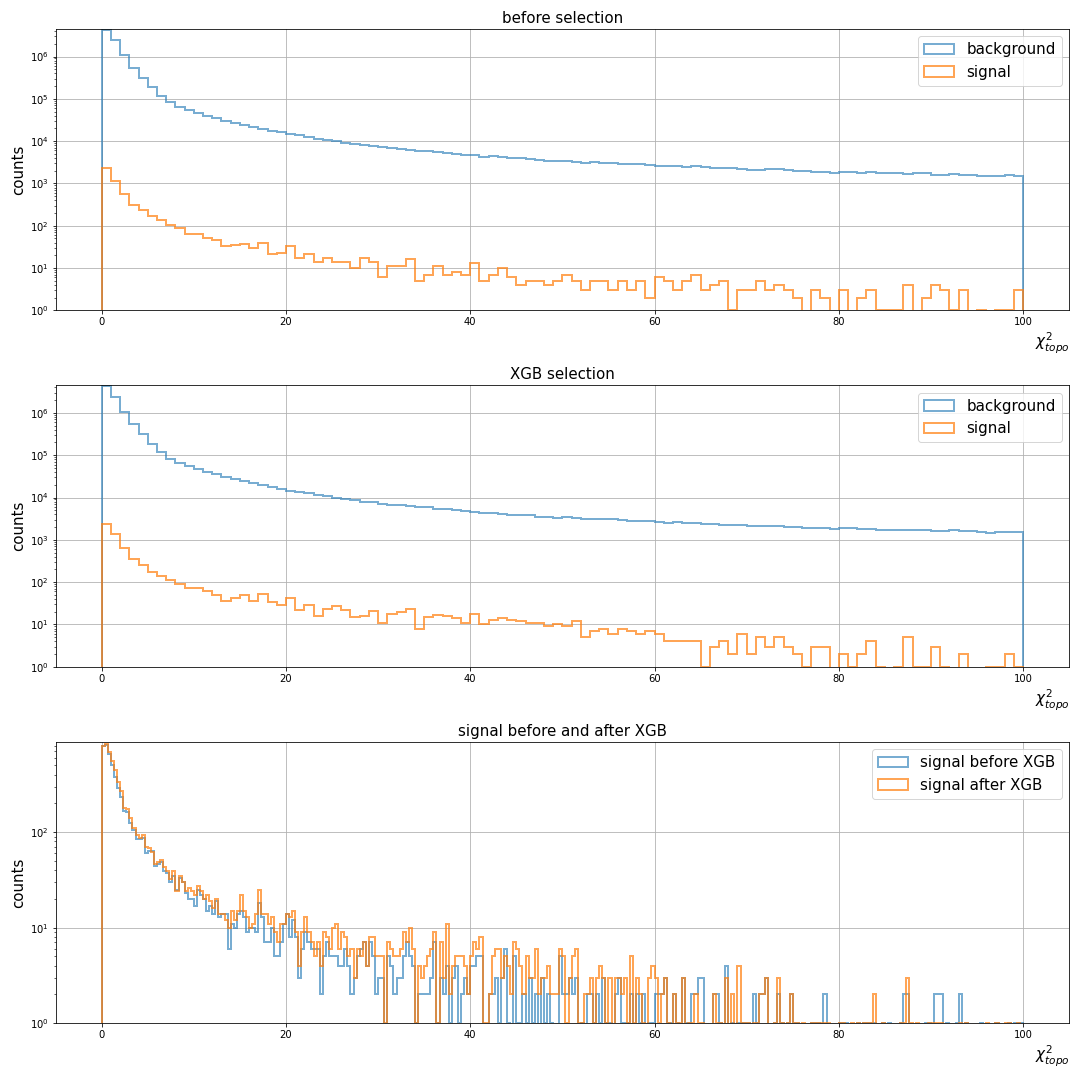 before selection
counts
10⁶
10⁵
10⁴
10³
10²
10¹
10⁰
background
signal
0 20 40 60 80 100
χ²topo
XGB selection
counts
10⁶
10⁵
10⁴
10³
10²
10¹
10⁰
background
signal
0 20 40 60 80 100
χ²topo
signal before and after XGB
counts
10²
10¹
10⁰
signal before XGB
signal after XGB
0 20 40 60 80 100
χ²topo